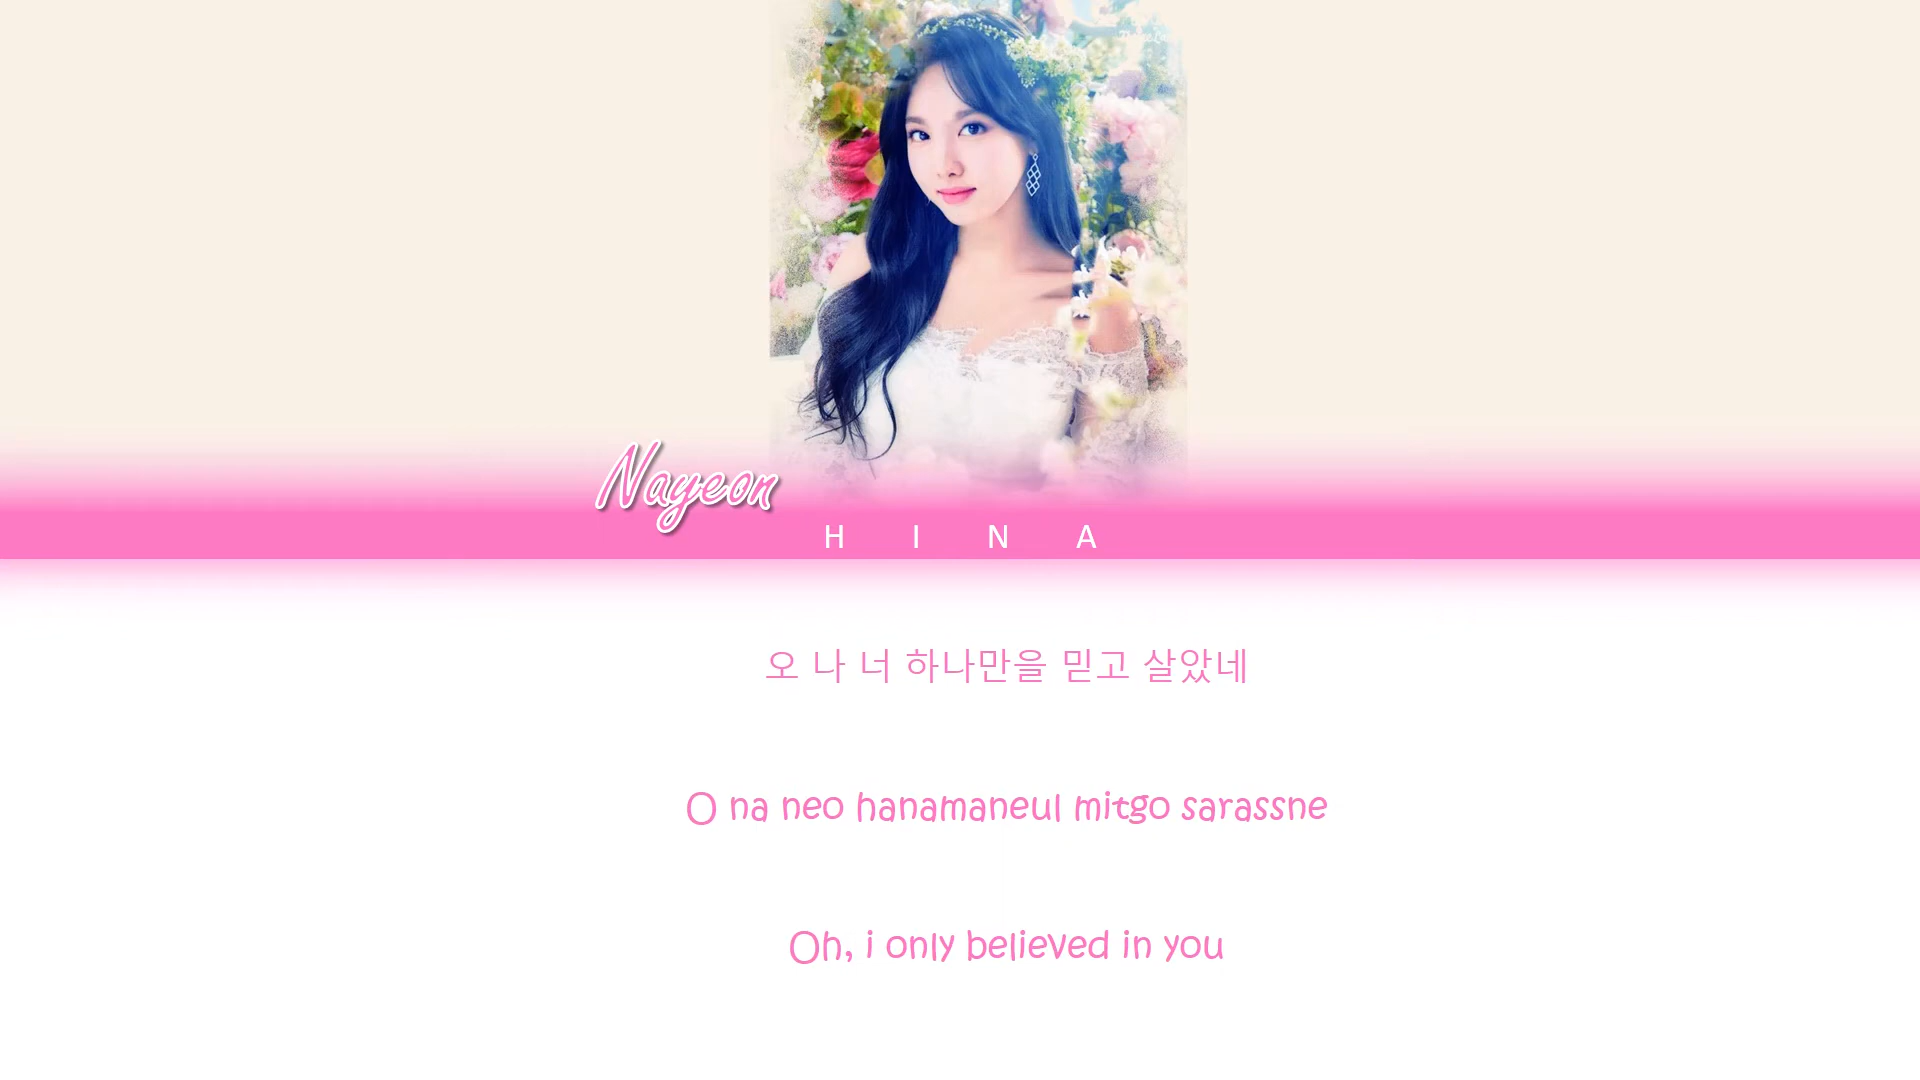 Nayeon
HINA
오 나 너 하나만을 믿고 살았네
O na neo hanamaneul mitgo sarassne
Oh, i only believed in you